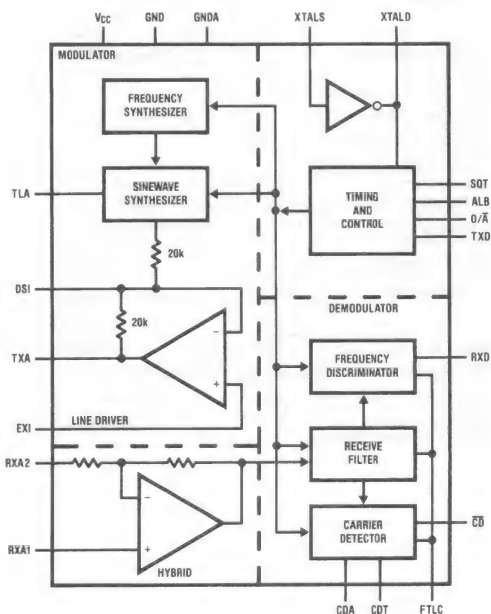 VCC GND GNDA XTALS XTALD
MODULATOR
FREQUENCY
SYNTHESIZER
SINEWAVE
SYNTHESIZER
TLA
20k
DSI
20k
TXA
EXI
LINE DRIVER
RXA2
RXA1
HYBRID
TIMING
AND
CONTROL
SQT
ALB
O/A̅
TXD
DEMODULATOR
FREQUENCY
DISCRIMINATOR
RXD
RECEIVE
FILTER
CARRIER
DETECTOR
C̅D̅
CDA CDT FTLC